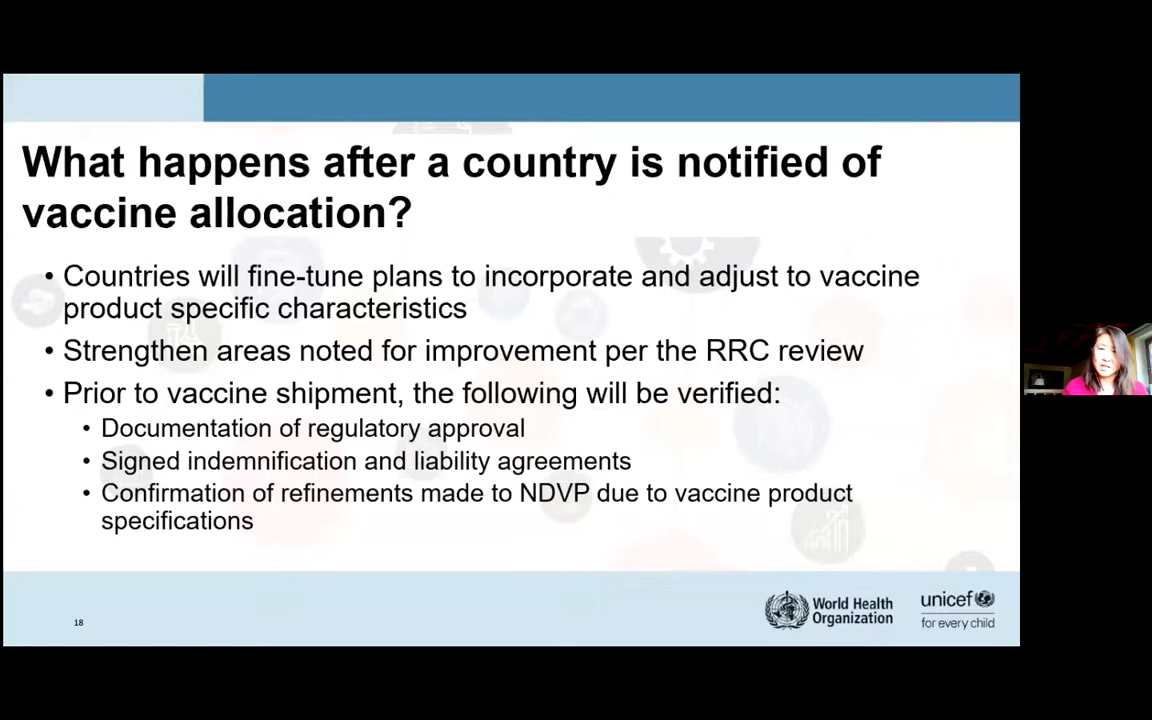 What happens after a country is notified of
vaccine allocation?
• Countries will fine-tune plans to incorporate and adjust to vaccine
product specific characteristics
• Strengthen areas noted for improvement per the RRC review
• Prior to vaccine shipment, the following will be verified:
• Documentation of regulatory approval
• Signed indemnification and liability agreements
• Confirmation of refinements made to NDVP due to vaccine product
specifications
18
World Health
Organization
unicef
for every child